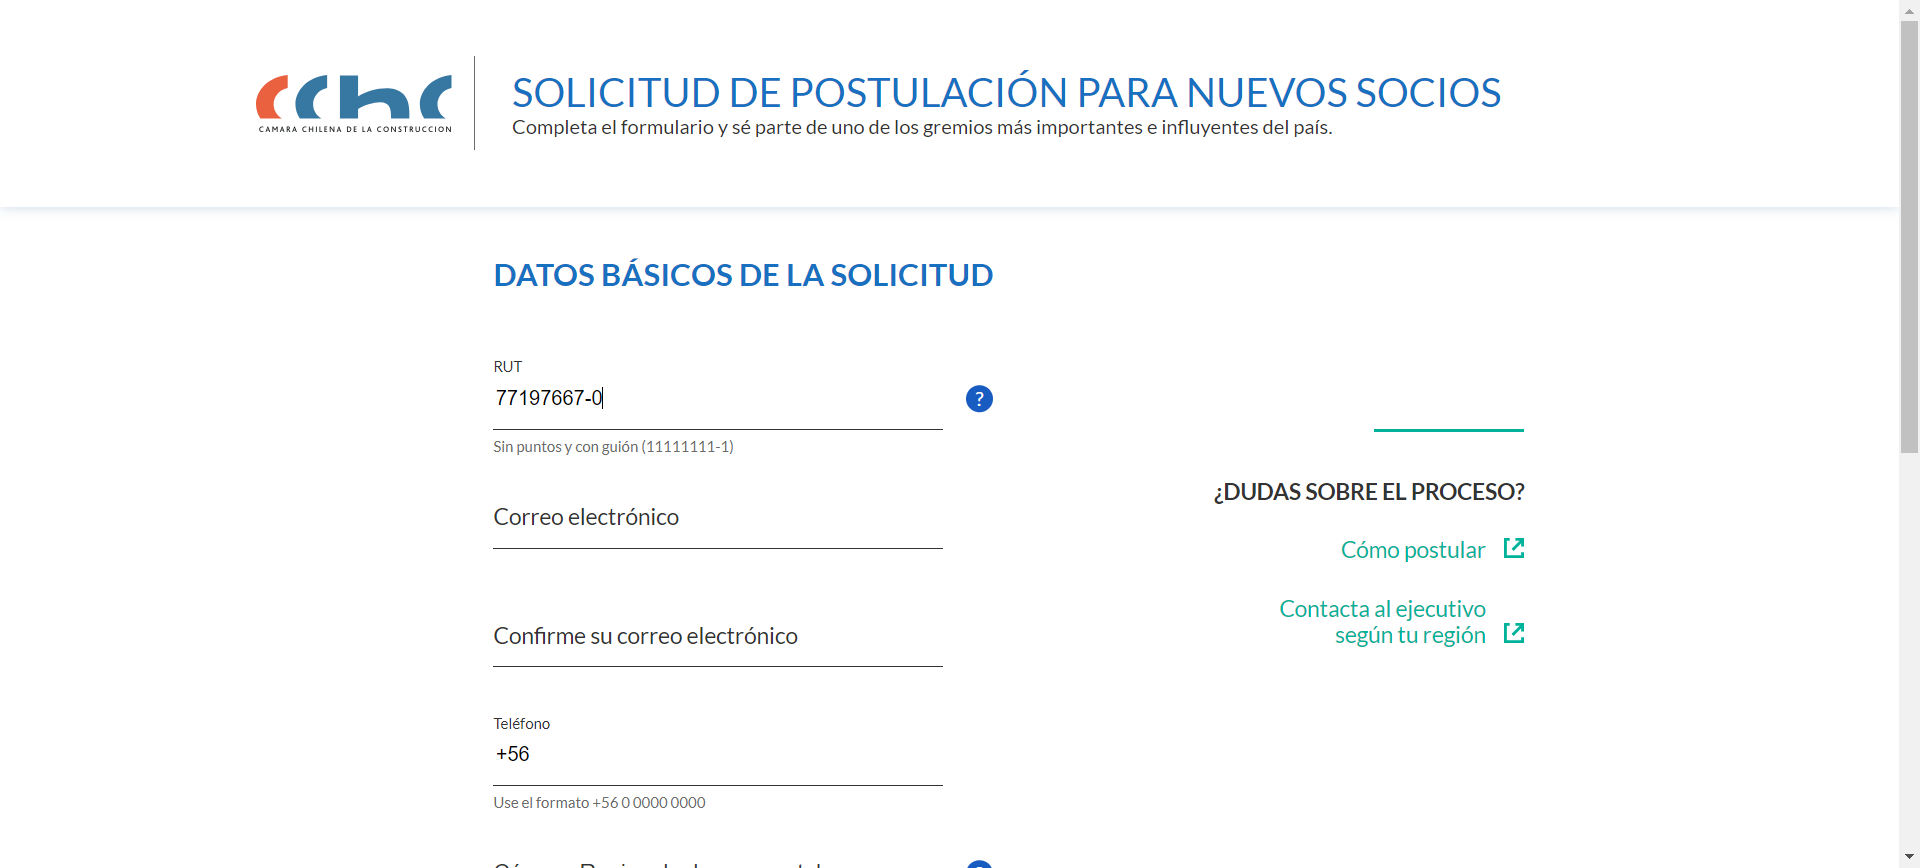 cchc
CAMARA CHILENA DE LA CONSTRUCCION
SOLICITUD DE POSTULACIÓN PARA NUEVOS SOCIOS
Completa el formulario y sé parte de uno de los gremios más importantes e influyentes del país.
DATOS BÁSICOS DE LA SOLICITUD
RUT
77197667-0
?
Sin puntos y con guión (11111111-1)
Correo electrónico
Confirme su correo electrónico
Teléfono
+56
Use el formato +56 0 0000 0000
¿DUDAS SOBRE EL PROCESO?
Cómo postular
Contacta al ejecutivo
según tu región